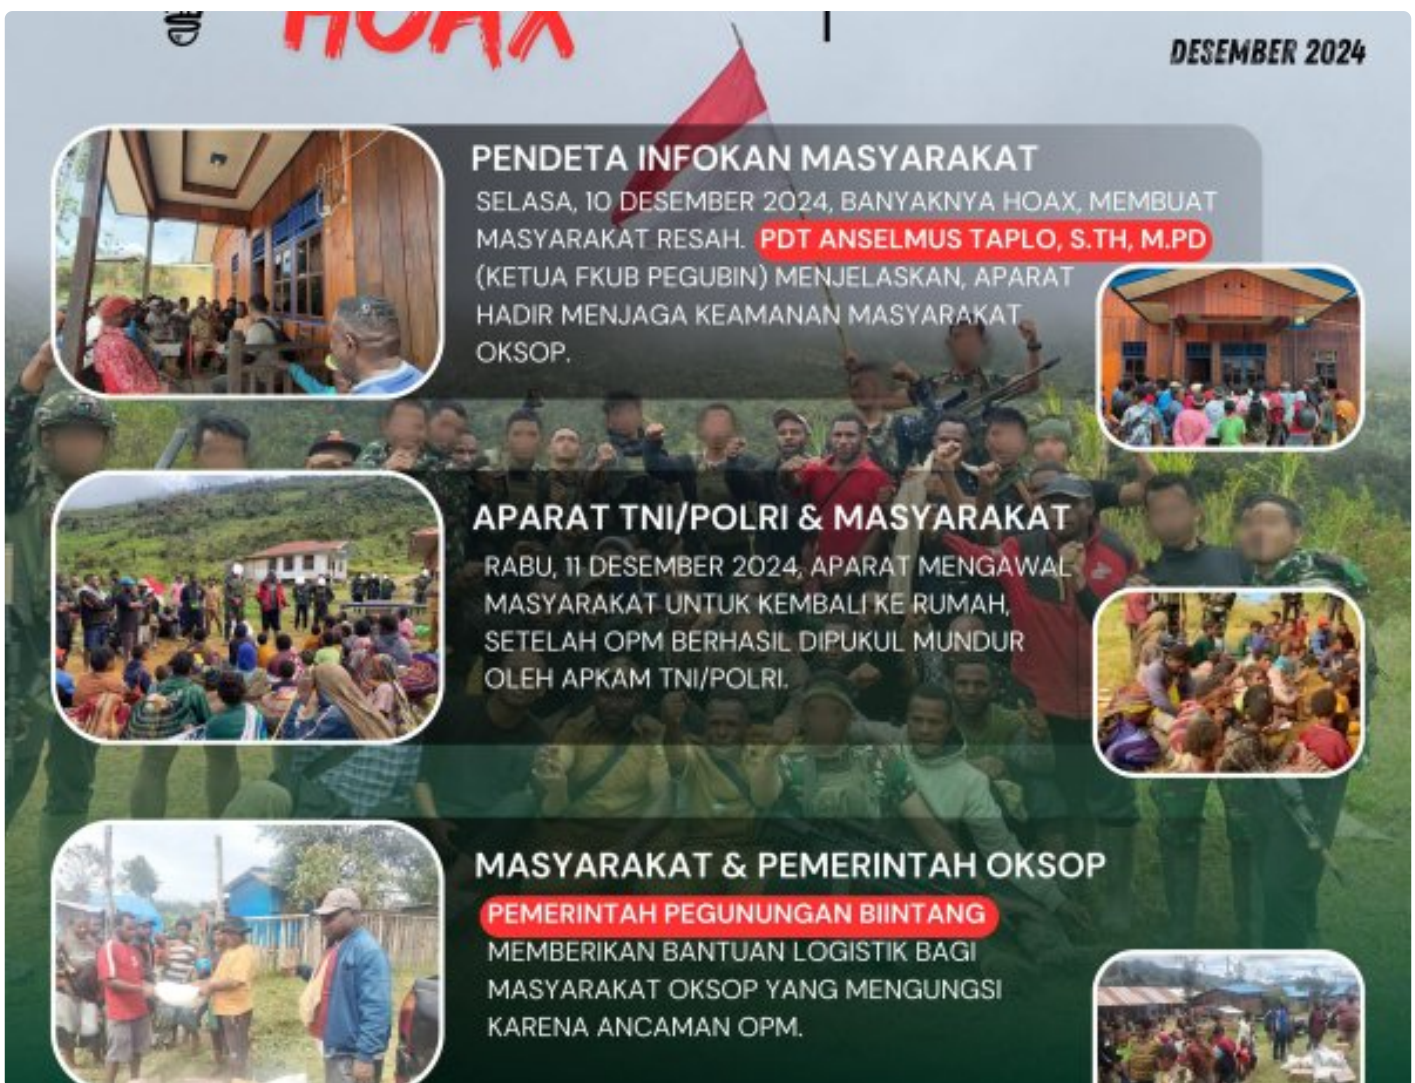 HOAX
DESEMBER 2024
PENDETA INFOKAN MASYARAKAT
SELASA, 10 DESEMBER 2024, BANYAKNYA HOAX, MEMBUAT
MASYARAKAT RESAH. PDT ANSELMUS TAPLO, S.TH, M.PD
(KETUA FKUB PEGUBIN) MENJELASKAN, APARAT
HADIR MENJAGA KEAMANAN MASYARAKAT
OKSOP.
APARAT TNI/POLRI & MASYARAKAT
RABU, 11 DESEMBER 2024, APARAT MENGAWAL
MASYARAKAT UNTUK KEMBALI KE RUMAH,
SETELAH OPM BERHASIL DIPUKUL MUNDUR
OLEH APKAM TNI/POLRI.
MASYARAKAT & PEMERINTAH OKSOP
PEMERINTAH PEGUNUNGAN BIINTANG
MEMBERIKAN BANTUAN LOGISTIK BAGI
MASYARAKAT OKSOP YANG MENGUNGSI
KARENA ANCAMAN OPM.